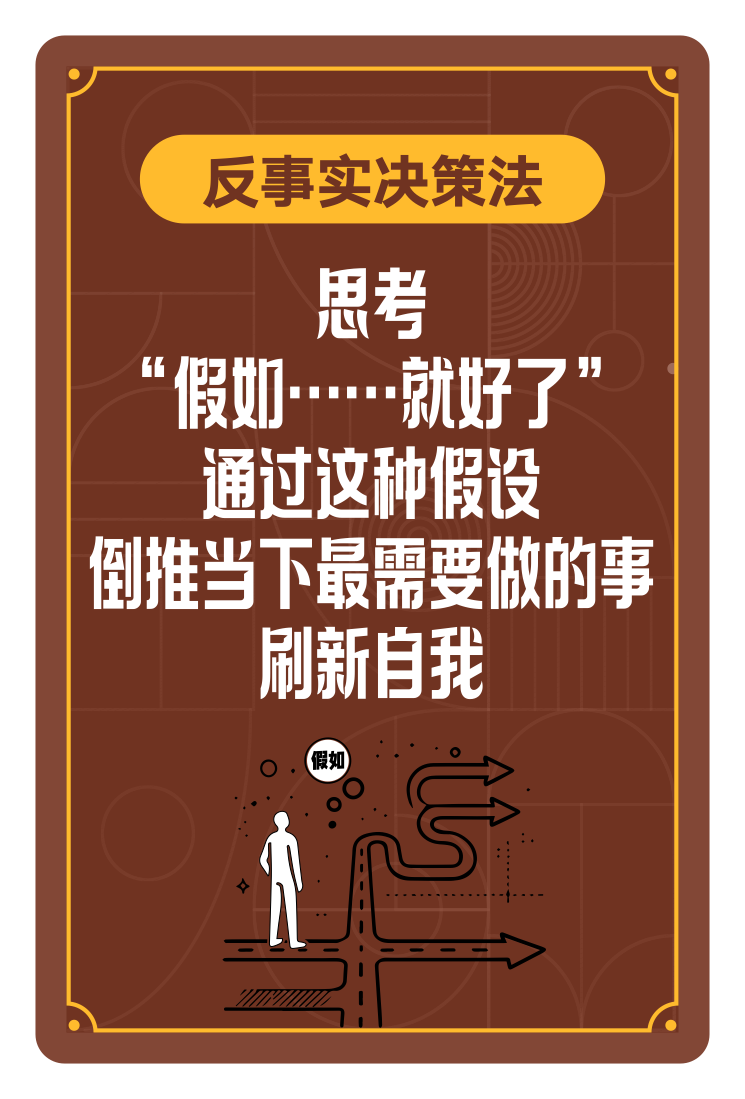 反事实决策法
思考
“假如……就好了”
通过这种假设
倒推当下最需要做的事
刷新自我
假如